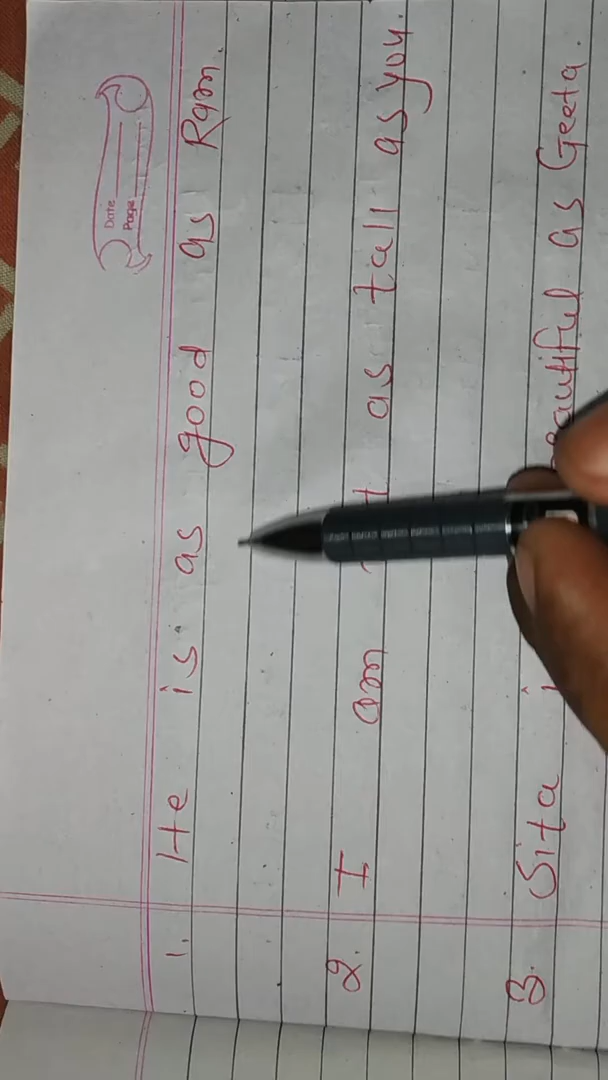 Date
Page
1. He is as good as Ram.
2. I am as tall as you.
3. Sita as Geeta.